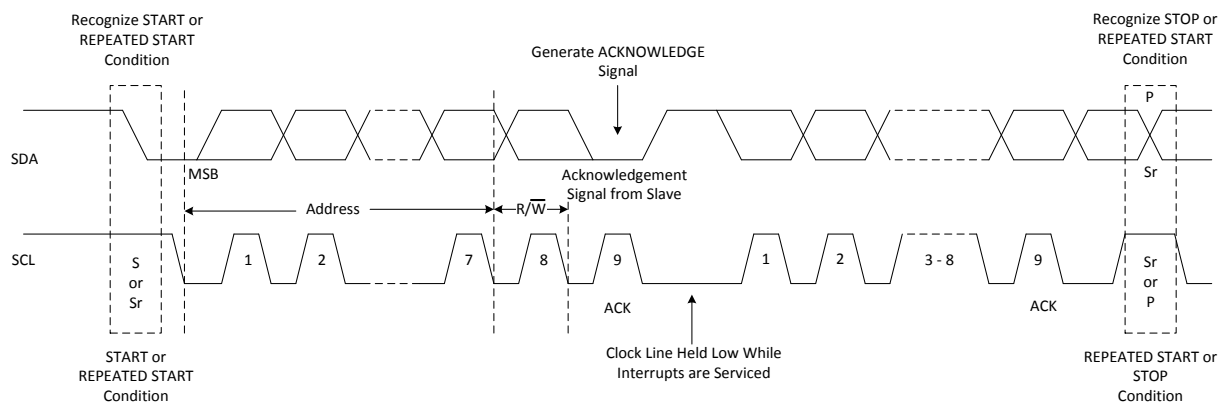 Recognize START or
REPEATED START
Condition
Generate ACKNOWLEDGE
Signal
Recognize STOP or
REPEATED START
Condition
P
SDA
MSB
Acknowledgement
Signal from Slave
Sr
Address
R/W̅
SCL
S
or
Sr
1
2
7
8
9
1
2
3 - 8
9
Sr
or
P
ACK
ACK
START or
REPEATED START
Condition
Clock Line Held Low While
Interrupts are Serviced
REPEATED START or
STOP
Condition